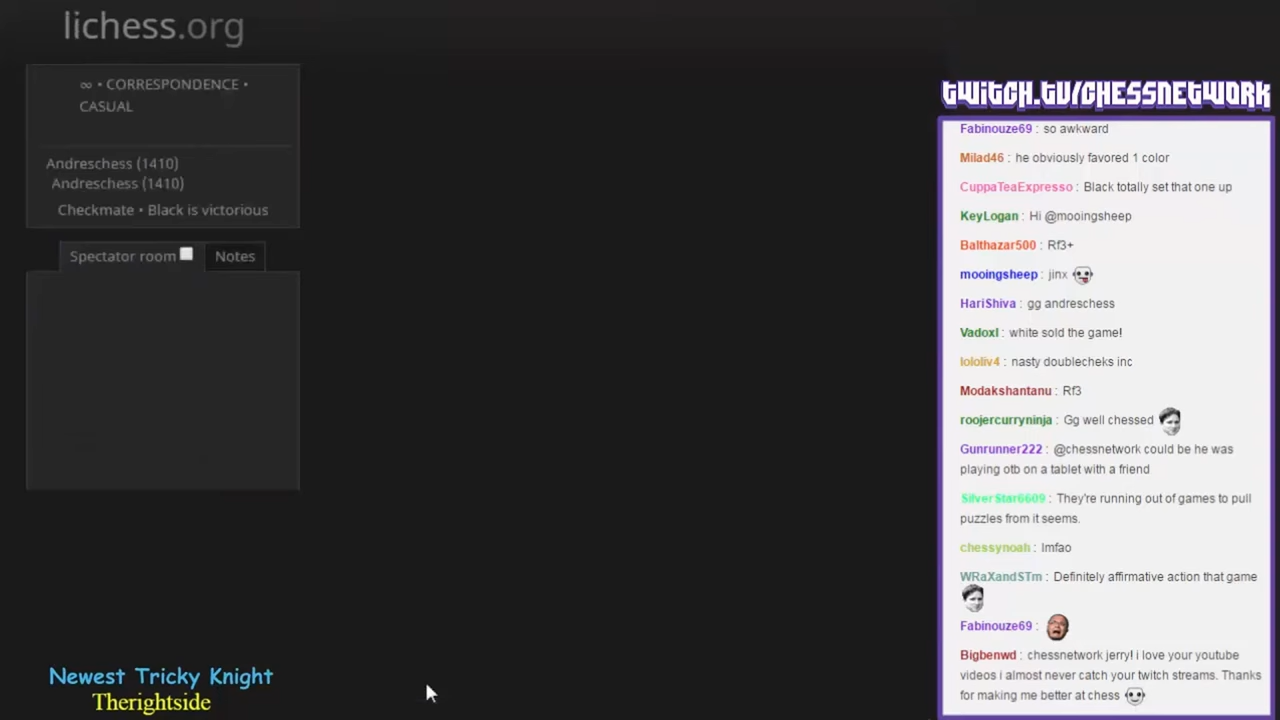 lichess.org
∞ • CORRESPONDENCE •
CASUAL
Andreschess (1410)
Andreschess (1410)
Checkmate • Black is victorious
Spectator room
Notes
Newest Tricky Knight
Therightside
TWITCH.TV/CHESSNETWORK
Fabinouze69 : so awkward
Milad46 : he obviously favored 1 color
CuppaTeaExpresso : Black totally set that one up
KeyLogan : Hi @mooingsheep
Balthazar500 : Rf3+
mooingsheep : jinx
HariShiva : gg andreschess
Vadoxl : white sold the game!
lololiv4 : nasty doublecheks inc
Modakshantanu : Rf3
roojercurryninja : Gg well chessed
Gunrunner222 : @chessnetwork could be he was
playing otb on a tablet with a friend
SilverStar6609 : They're running out of games to pull
puzzles from it seems.
chessynoah : lmfao
WRaXandSTm : Definitely affirmative action that game
Fabinouze69 :
Bigbenwd : chessnetwork jerry! i love your youtube
videos i almost never catch your twitch streams. Thanks
for making me better at chess